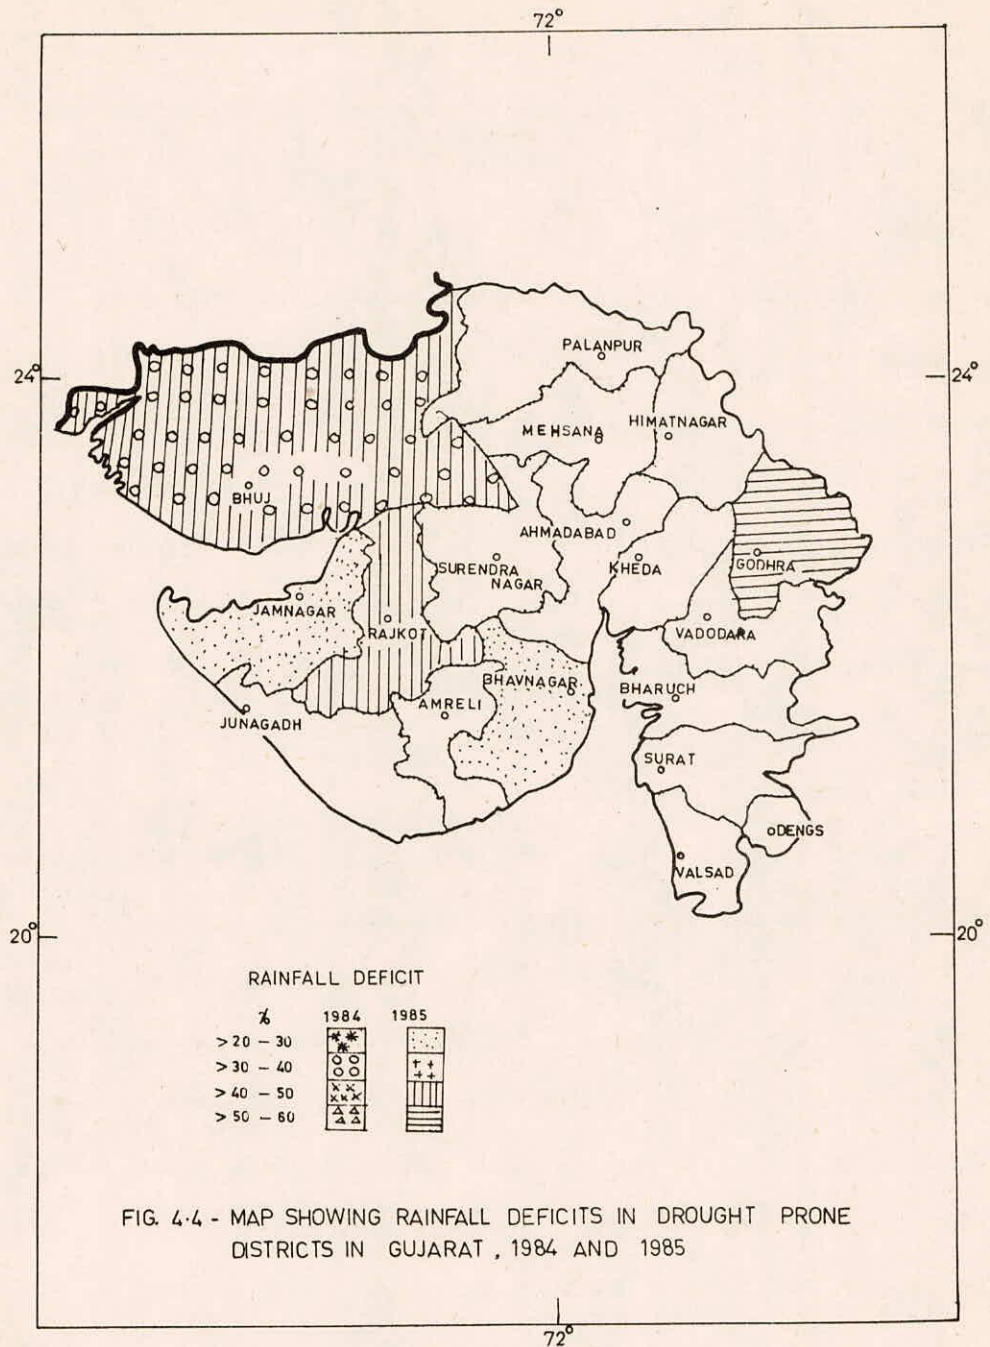 72°
24°
24°
PALANPUR
MEHSANA
HIMATNAGAR
BHUJ
AHMADABAD
SURENDRA
NAGAR
KHEDA
GODHRA
JAMNAGAR
RAJKOT
VADODARA
BHAVNAGAR
BHARUCH
AMRELI
JUNAGADH
SURAT
DENGS
VALSAD
20°
20°
RAINFALL DEFICIT
% 1984 1985
> 20 - 30
> 30 - 40
> 40 - 50
> 50 - 60
FIG. 4.4 - MAP SHOWING RAINFALL DEFICITS IN DROUGHT PRONE
DISTRICTS IN GUJARAT, 1984 AND 1985
72°